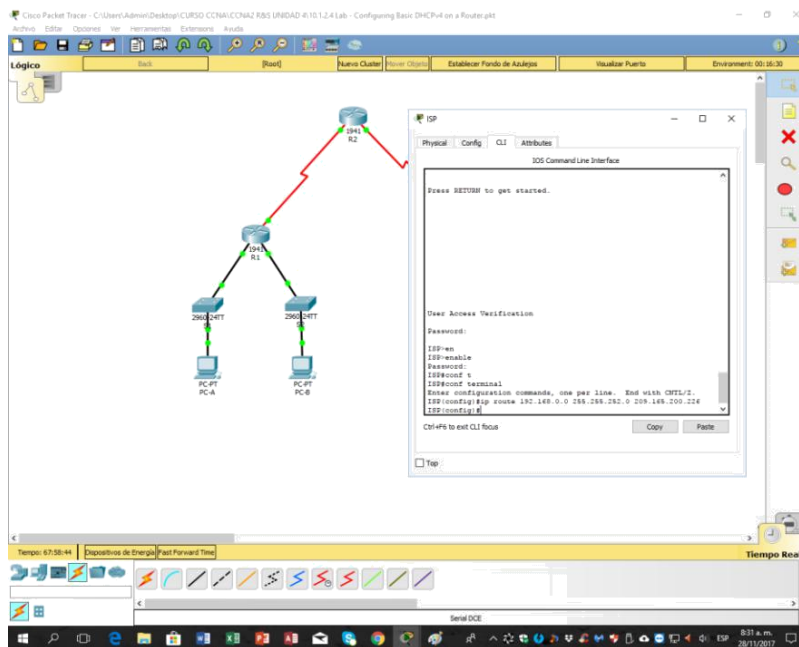 Cisco Packet Tracer - C:\Users\Admin\Desktop\CURSO CCNA\CCNA2 R&S UNIDAD 4\10.1.2.4 Lab - Configuring Basic DHCPv4 on a Router.pkt
Archivo Editar Opciones Ver Herramientas Extensions Ayuda
Lógico Back [Root] Nuevo Cluster Mover Objeto Establecer Fondo de Azulejos Visualizar Puerto Environment: 00:16:30
1941
R2
1941
R1
2960-24TT
2960-24TT
PC-PT
PC-A
PC-PT
PC-B
ISP
Physical Config CLI Attributes
IOS Command Line Interface
Press RETURN to get started.
User Access Verification
Password:
ISP>en
ISP>enable
Password:
ISP#conf t
ISP#conf terminal
Enter configuration commands, one per line. End with CNTL/Z.
ISP(config)#ip route 192.168.0.0 255.255.252.0 209.165.200.226
ISP(config)#
Ctrl+F6 to exit CLI focus
Copy Paste
Top
Tiempo: 67:58:44 Dispositivos de Energía Fast Forward Time
Tiempo Real
Serial DCE
ESP
8:31 a. m.
28/11/2017